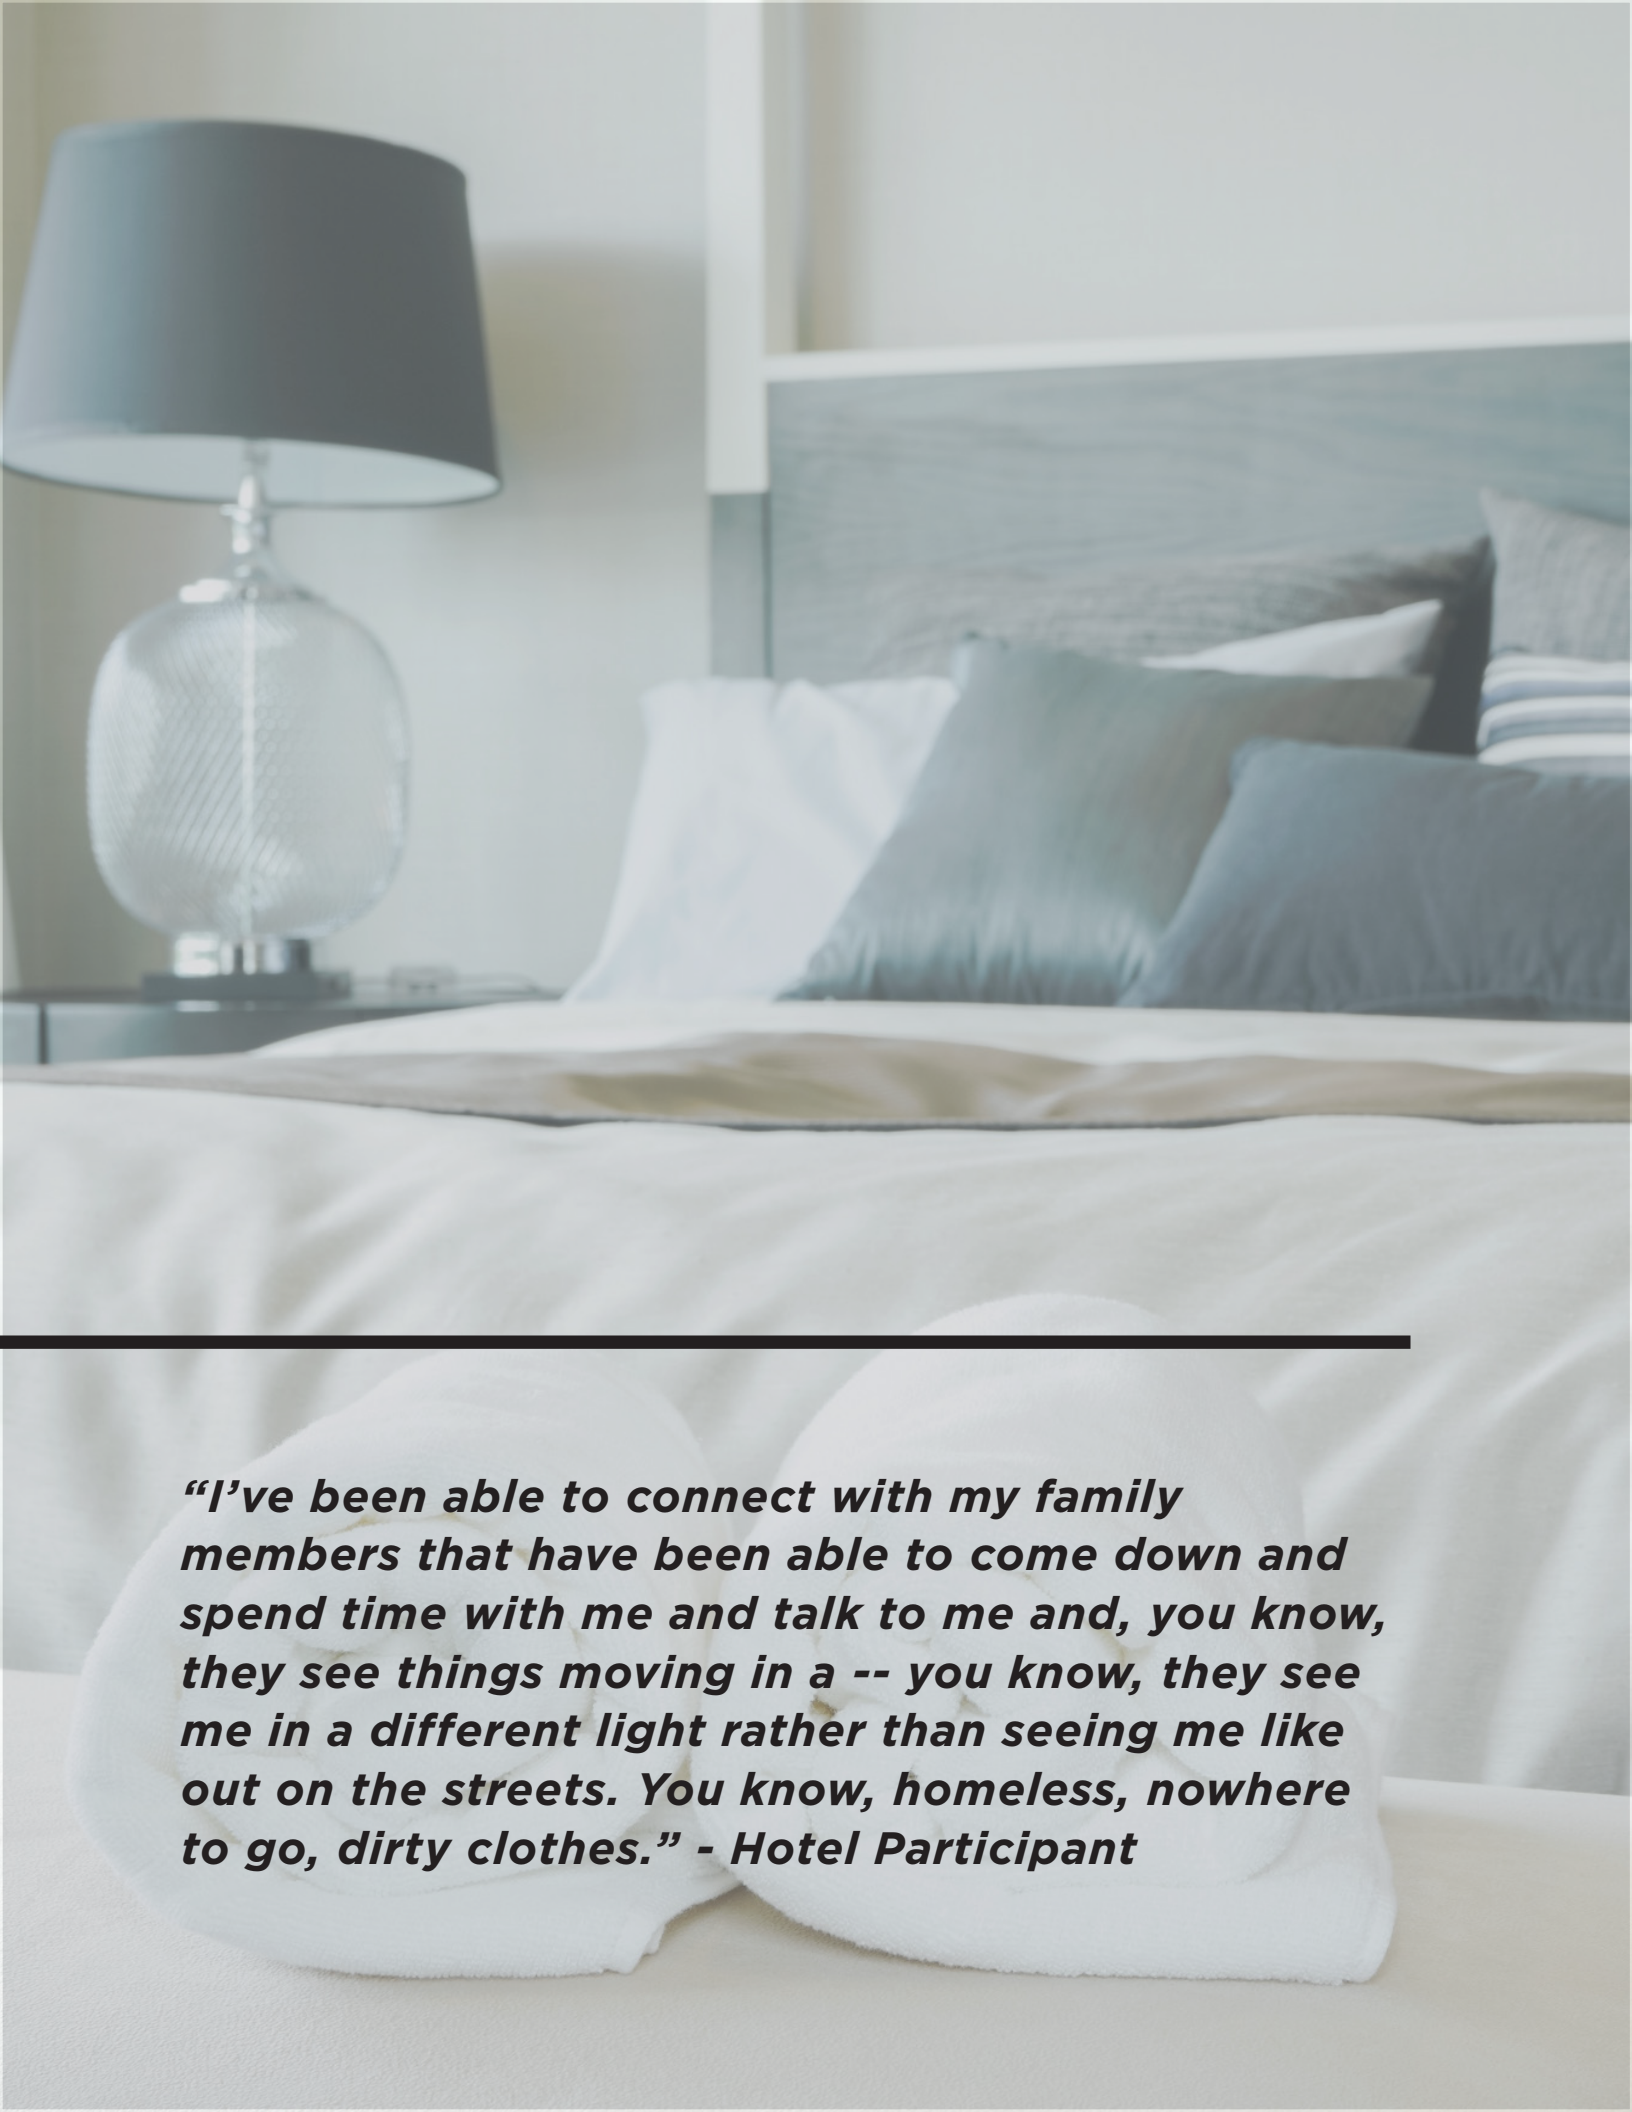 “I’ve been able to connect with my family
members that have been able to come down and
spend time with me and talk to me and, you know,
they see things moving in a -- you know, they see
me in a different light rather than seeing me like
out on the streets. You know, homeless, nowhere
to go, dirty clothes.” - Hotel Participant